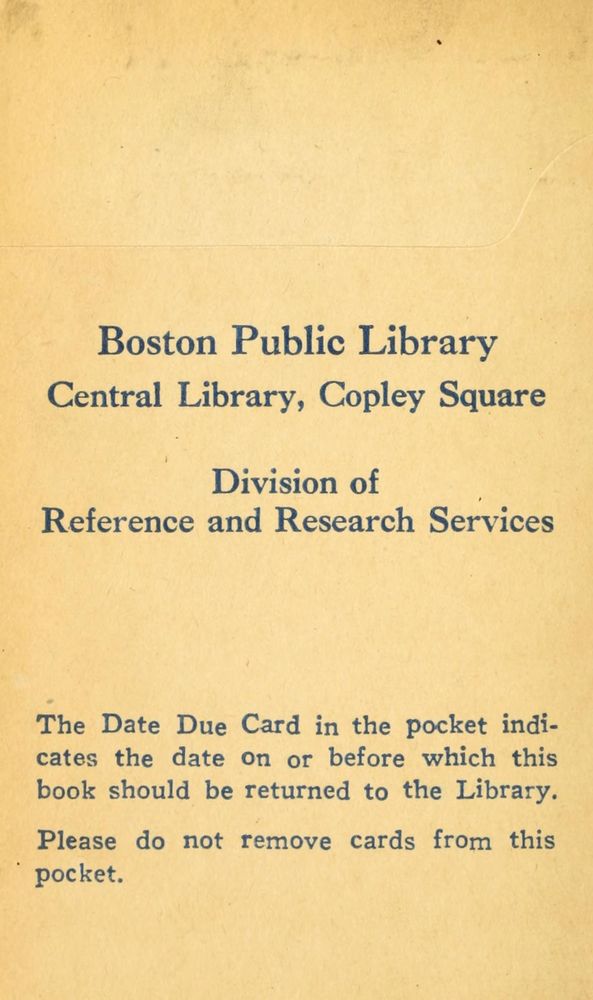 Boston Public Library
Central Library, Copley Square
Division of
Reference and Research Services
The Date Due Card in the pocket indi-
cates the date on or before which this
book should be returned to the Library.
Please do not remove cards from this
pocket.